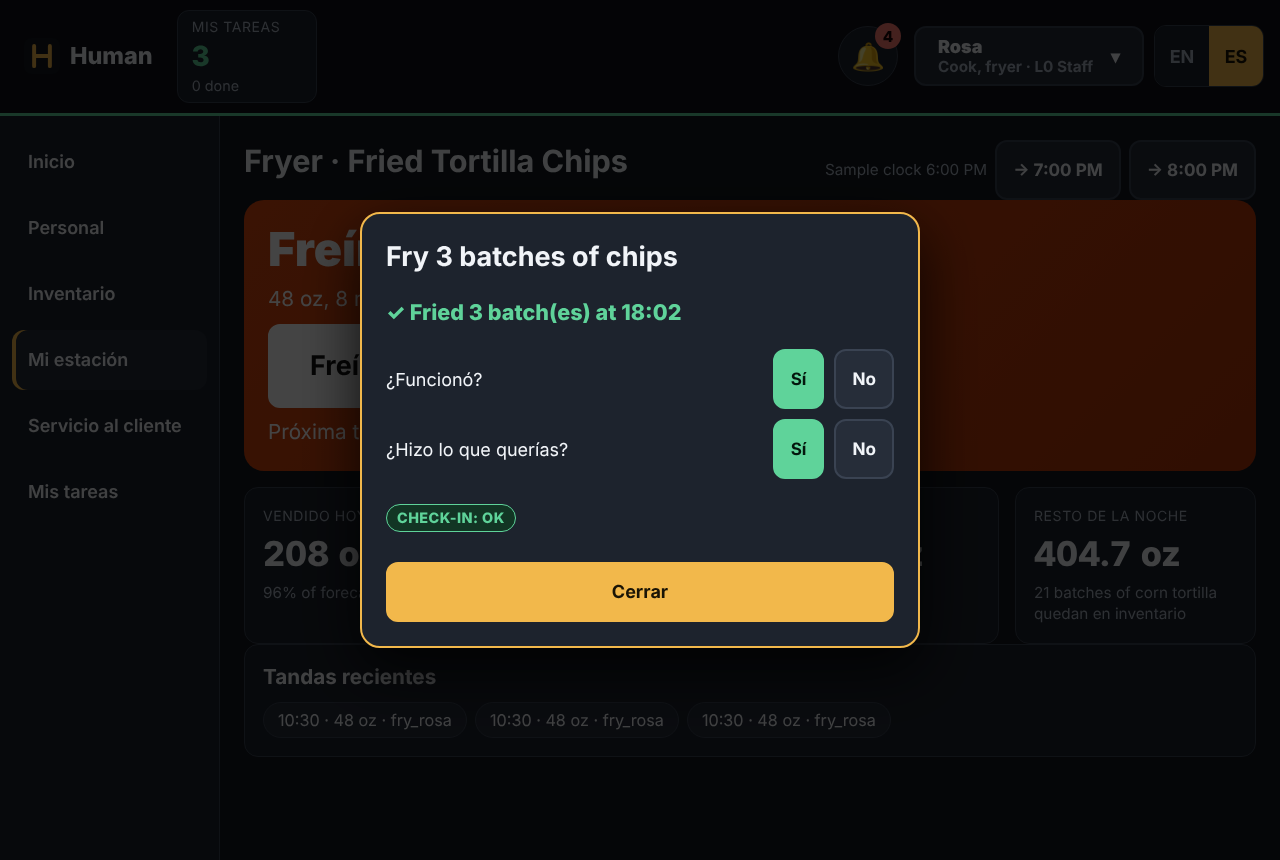 H Human
MIS TAREAS
3
0 done
4
Rosa
Cook, fryer · L0 Staff
EN
ES
Inicio
Personal
Inventario
Mi estación
Servicio al cliente
Mis tareas
Fryer · Fried Tortilla Chips
Sample clock 6:00 PM
→ 7:00 PM
→ 8:00 PM
Freí
48 oz, 8
Freí
Próxima
Fry 3 batches of chips
✓ Fried 3 batch(es) at 18:02
¿Funcionó?
Sí
No
¿Hizo lo que querías?
Sí
No
CHECK-IN: OK
Cerrar
VENDIDO
208
96% of
RESTO DE LA NOCHE
404.7 oz
21 batches of corn tortilla
quedan en inventario
Tandas recientes
10:30 · 48 oz · fry_rosa
10:30 · 48 oz · fry_rosa
10:30 · 48 oz · fry_rosa